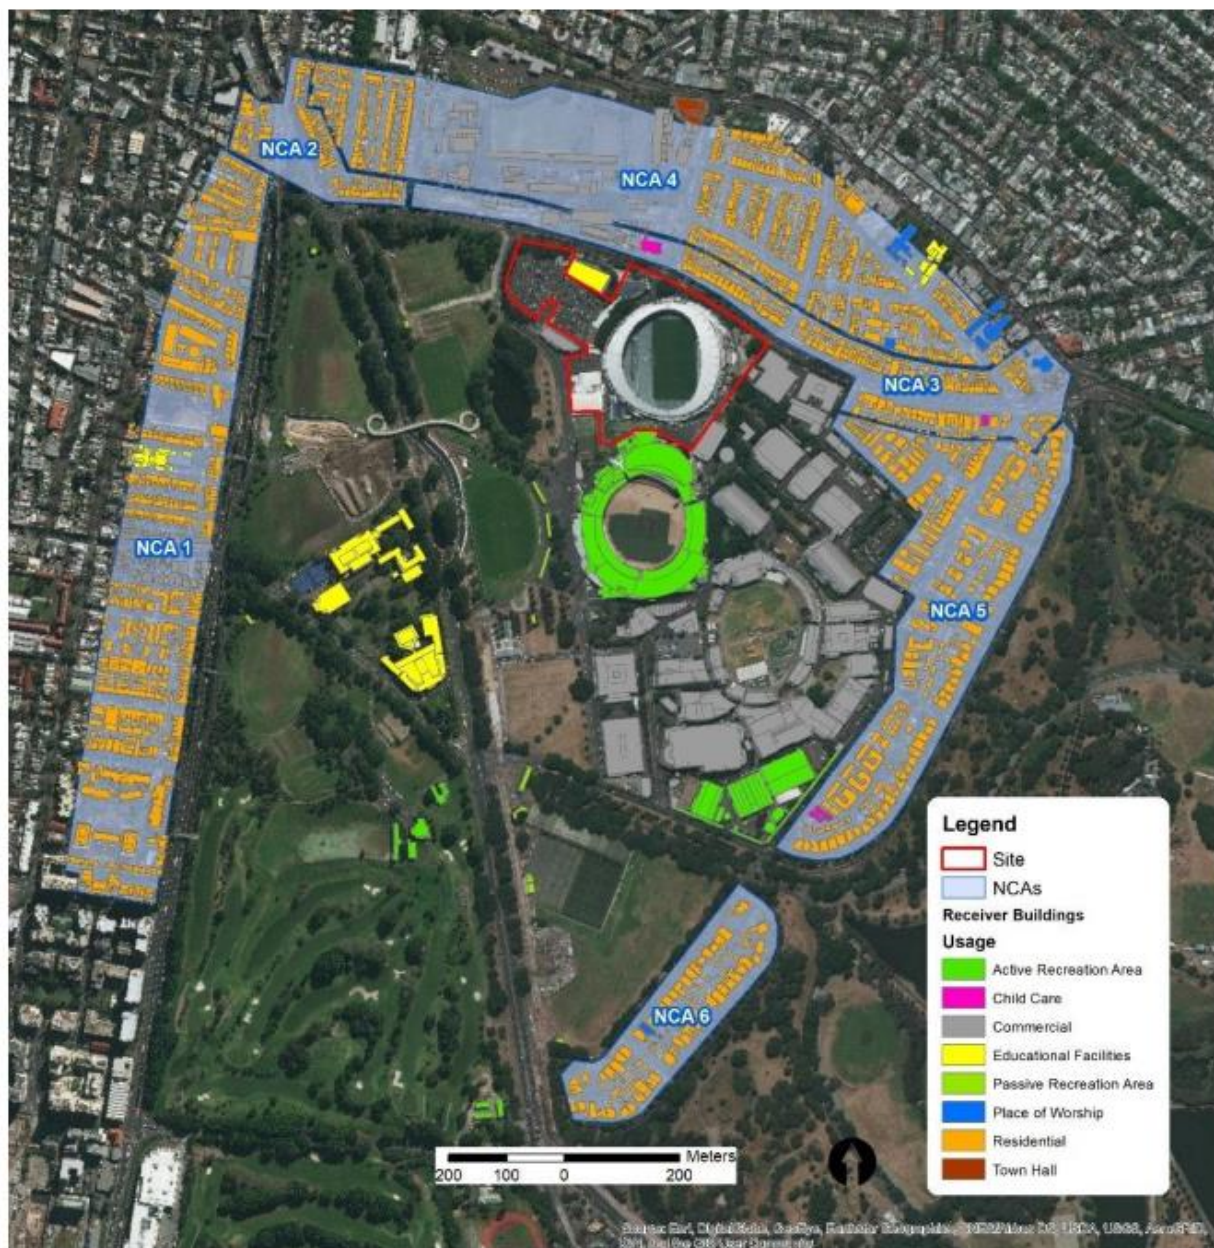 NCA 2
NCA 4
NCA 3
NCA 1
NCA 5
NCA 6
Legend
Site
NCAs
Receiver Buildings
Usage
Active Recreation Area
Child Care
Commercial
Educational Facilities
Passive Recreation Area
Place of Worship
Residential
Town Hall
Meters
200 100 0 200